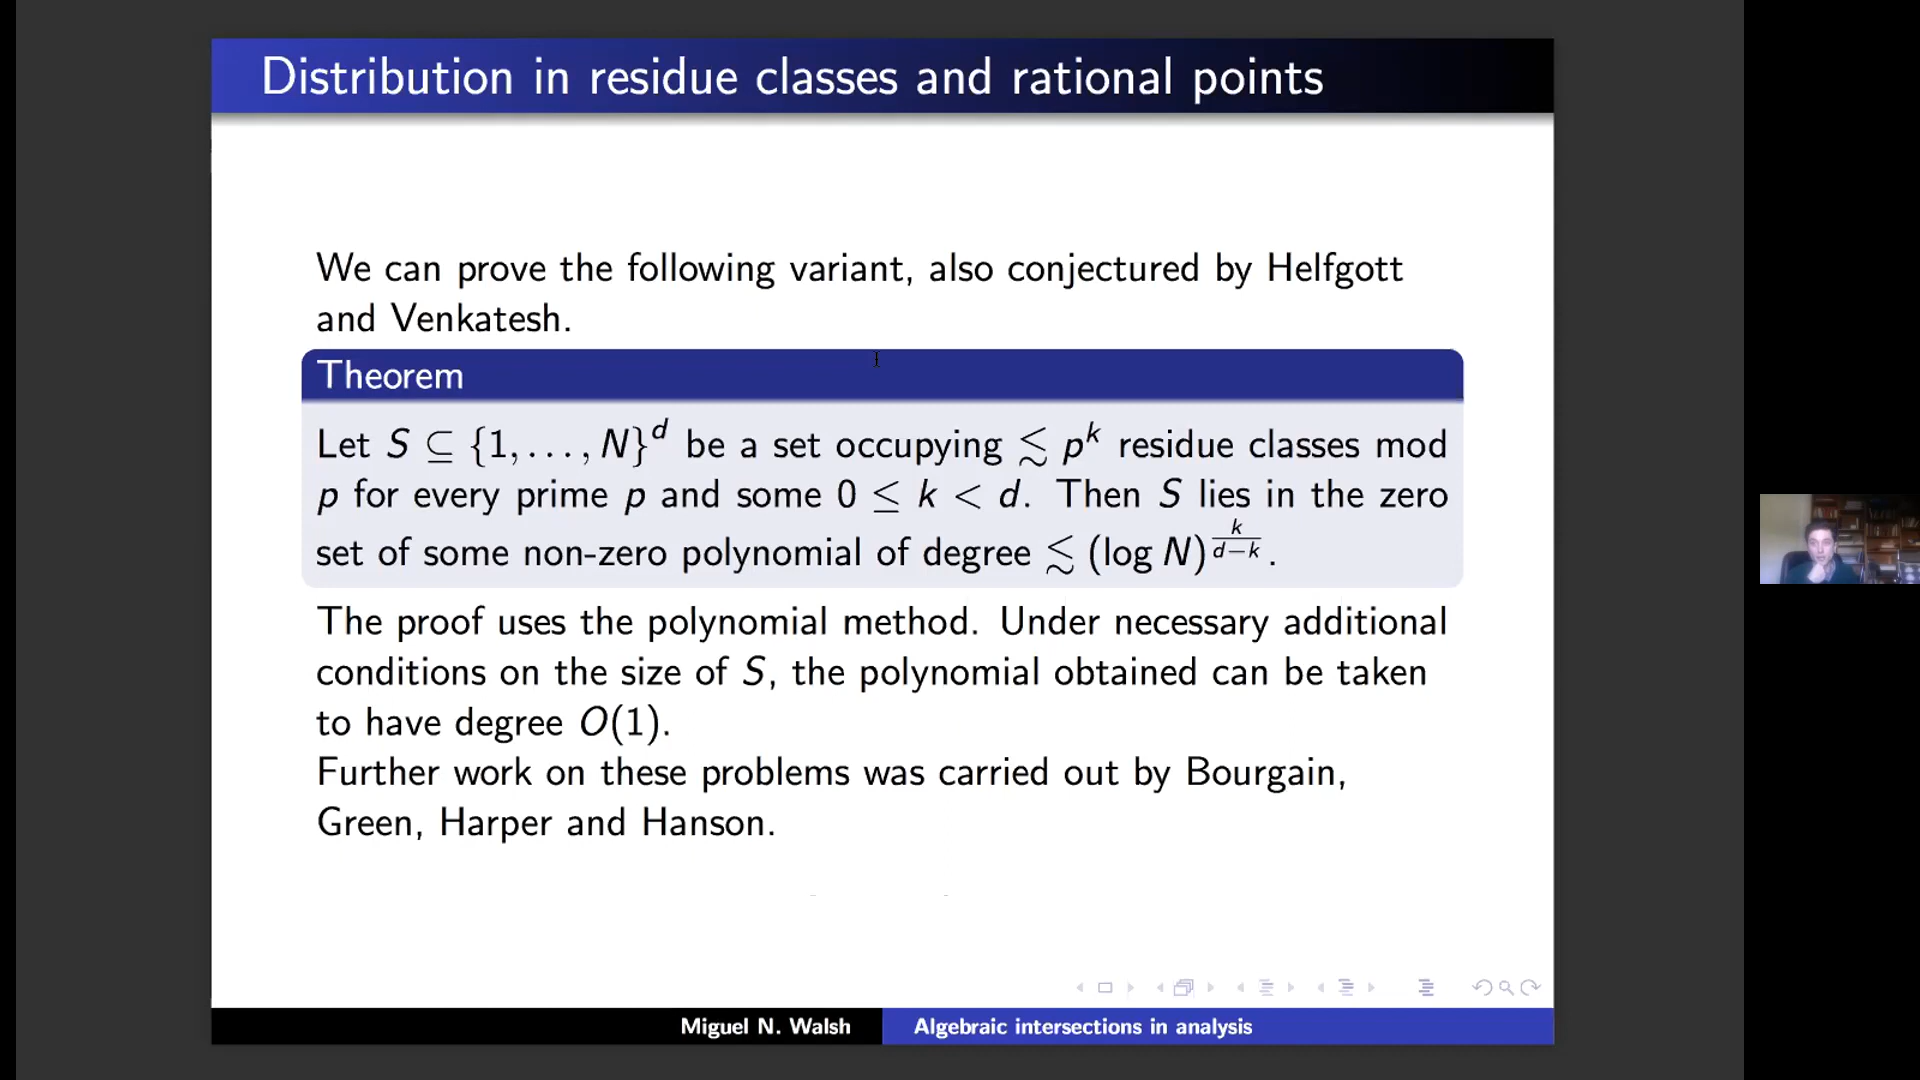 Distribution in residue classes and rational points
We can prove the following variant, also conjectured by Helfgott
and Venkatesh.
Theorem
Let S ⊆ {1, . . . , N}^d be a set occupying ≲ p^k residue classes mod
p for every prime p and some 0 ≤ k < d. Then S lies in the zero
set of some non-zero polynomial of degree ≲ (log N)^{k/(d−k)}.
The proof uses the polynomial method. Under necessary additional
conditions on the size of S, the polynomial obtained can be taken
to have degree O(1).
Further work on these problems was carried out by Bourgain,
Green, Harper and Hanson.
Miguel N. Walsh
Algebraic intersections in analysis